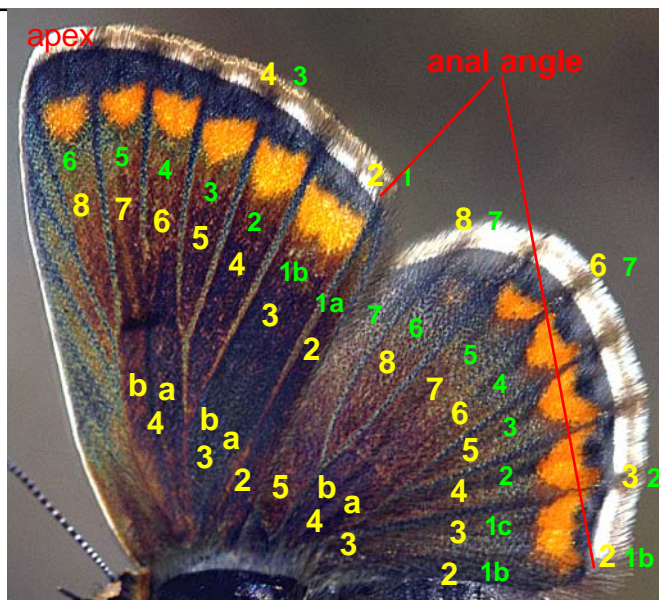 apex
anal angle
4 3
2 1
6 5 4 3 2 1b 1a
8 7 6 5 4 3 2
b a
4
b a
3
2
8 7
6 7
7 6 5 4 3 2 1c 1b
8 7 6 5 4 3 2
5
b a
4
3
3 2
2 1b